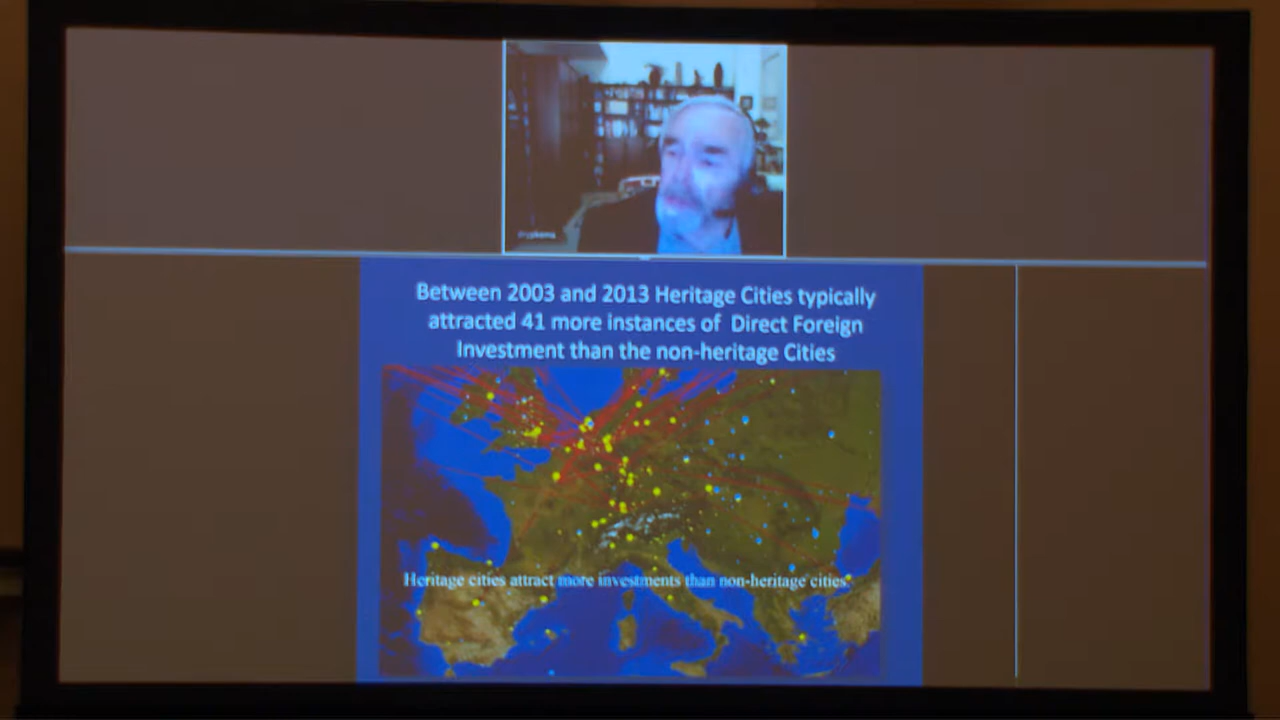 Between 2003 and 2013 Heritage Cities typically
attracted 41 more instances of Direct Foreign
Investment than the non-heritage Cities
Heritage cities attract more investments than non-heritage cities.